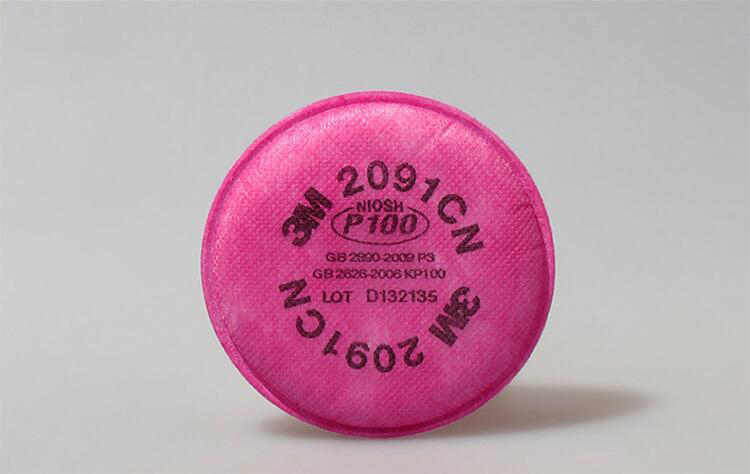 3M 2091CN
NIOSH
P100
GB 2890-2009 P3
GB 2626-2006 KP100
LOT D132135
3M 2091CN